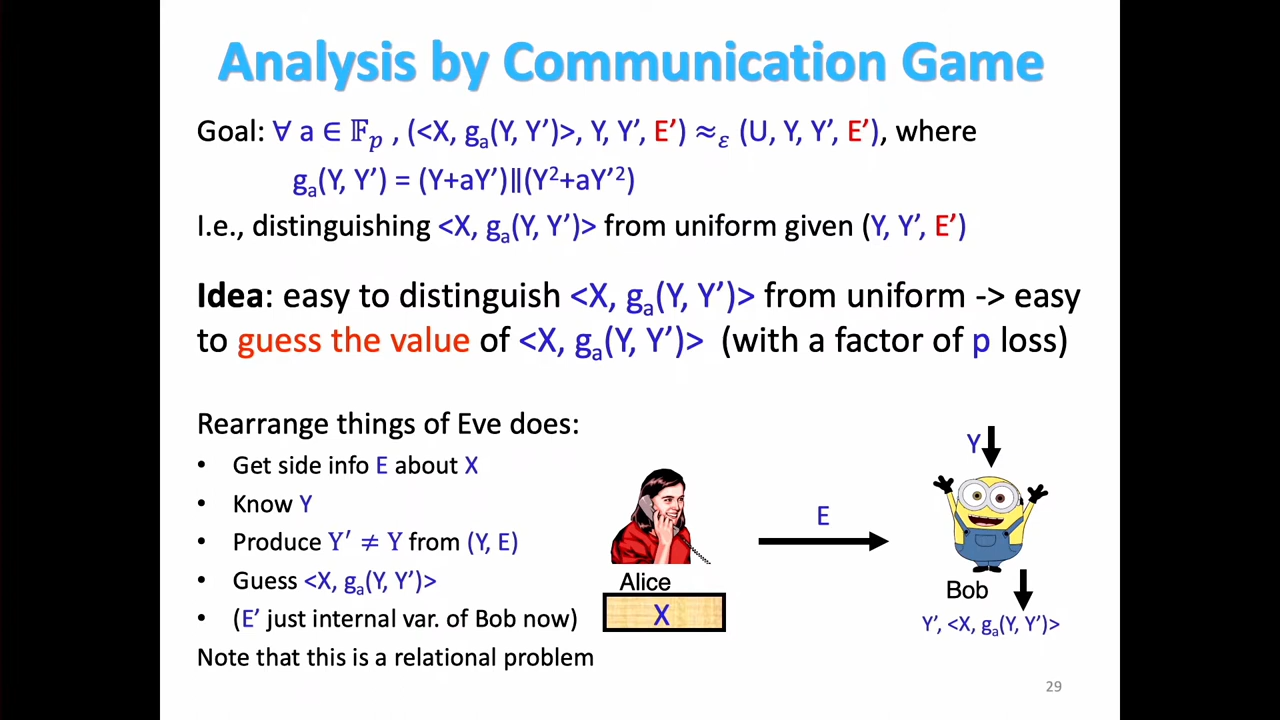 Analysis by Communication Game
Goal: ∀ a ∈ 𝔽ₚ , (<X, gₐ(Y, Y’)>, Y, Y’, E’) ≈ε (U, Y, Y’, E’), where
gₐ(Y, Y’) = (Y+aY’)‖(Y²+aY’²)
I.e., distinguishing <X, gₐ(Y, Y’)> from uniform given (Y, Y’, E’)
Idea: easy to distinguish <X, gₐ(Y, Y’)> from uniform -> easy
to guess the value of <X, gₐ(Y, Y’)> (with a factor of p loss)
Rearrange things of Eve does:
• Get side info E about X
• Know Y
• Produce Y′ ≠ Y from (Y, E)
• Guess <X, gₐ(Y, Y’)>
• (E’ just internal var. of Bob now)
Note that this is a relational problem
Y
E
Alice
X
Bob
Y’, <X, gₐ(Y, Y’)>
29